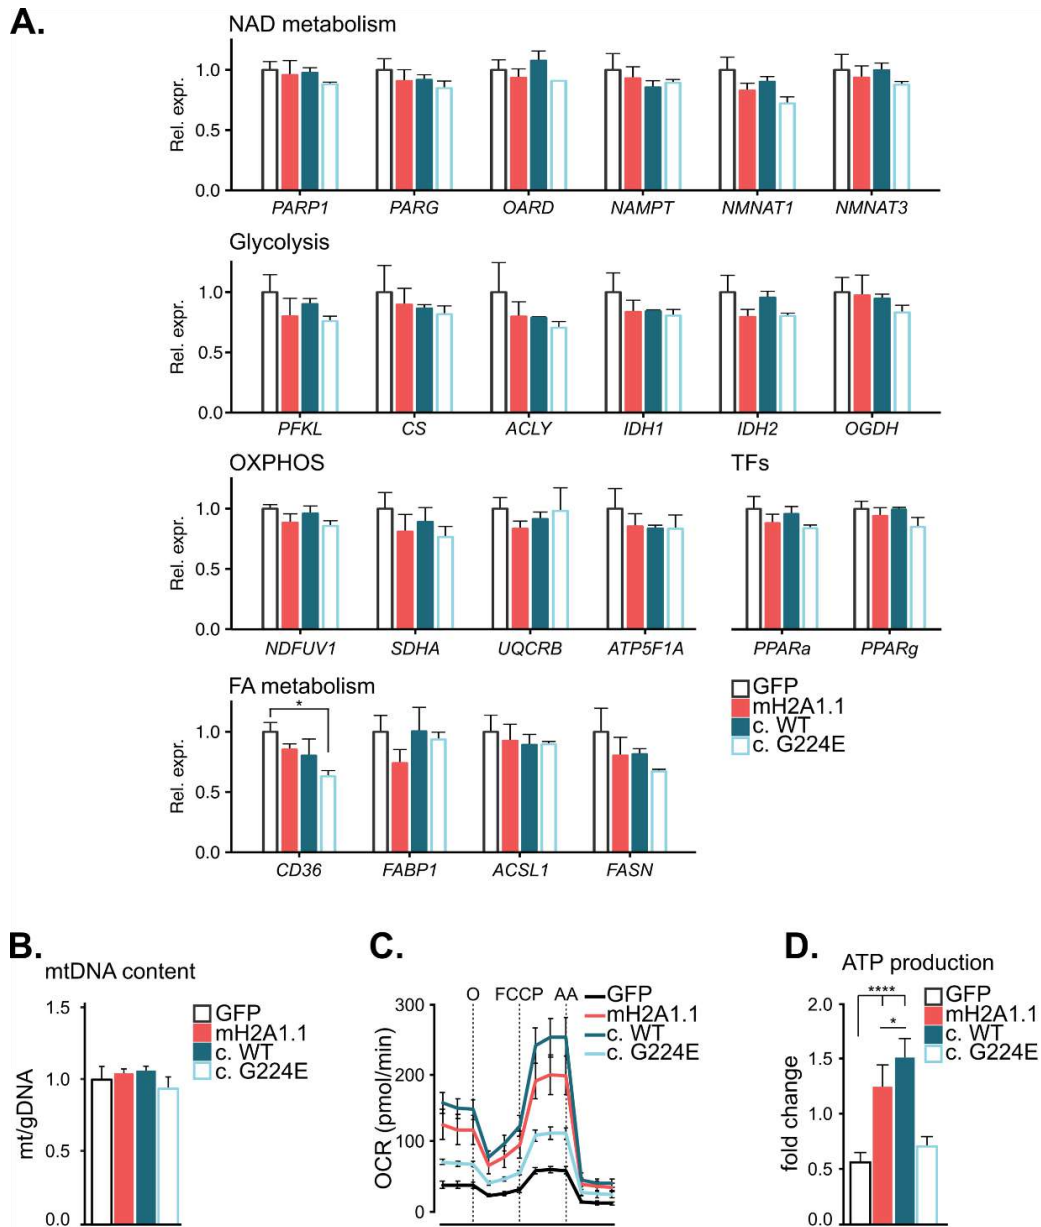 A.
NAD metabolism
Rel. expr.
1.0
0.5
0.0
PARP1 PARG OARD NAMPT NMNAT1 NMNAT3
Glycolysis
Rel. expr.
1.0
0.5
0.0
PFKL CS ACLY IDH1 IDH2 OGDH
OXPHOS TFs
Rel. expr.
1.0
0.5
0.0
NDFUV1 SDHA UQCRB ATP5F1A PPARa PPARg
FA metabolism
*
Rel. expr.
1.0
0.5
0.0
CD36 FABP1 ACSL1 FASN
GFP
mH2A1.1
c. WT
c. G224E
B.
mtDNA content
mt/gDNA
1.5
1.0
0.5
0.0
GFP
mH2A1.1
c. WT
c. G224E
C.
O FCCP AA
OCR (pmol/min)
300
200
100
0
GFP
mH2A1.1
c. WT
c. G224E
D.
ATP production
fold change
2.0
1.5
1.0
0.5
0.0
****
*
GFP
mH2A1.1
c. WT
c. G224E